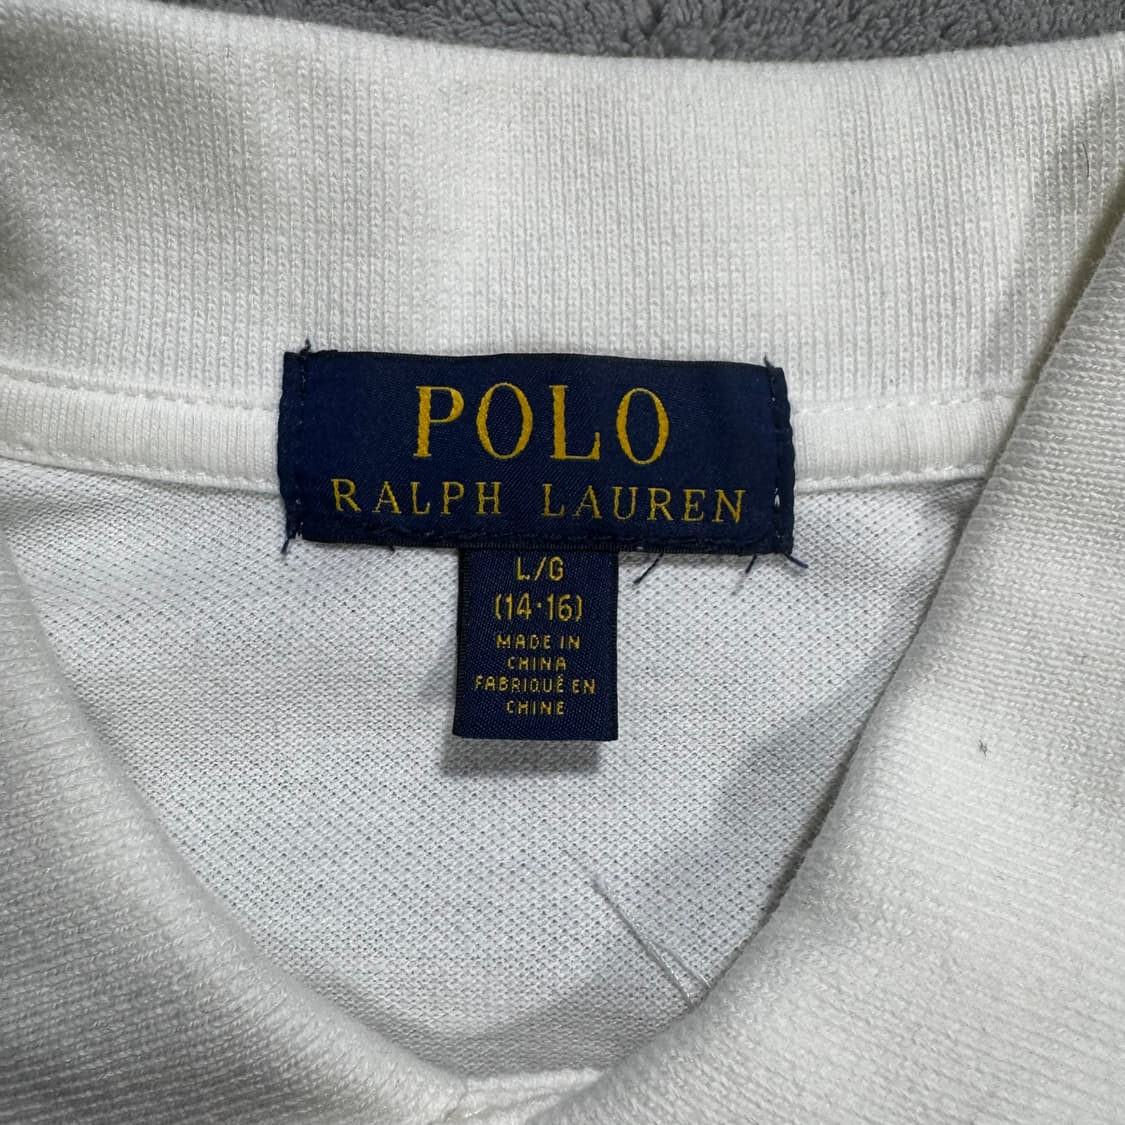 POLO
RALPH LAUREN
L/G
(14·16)
MADE IN
CHINA
FABRIQUÉ EN
CHINE